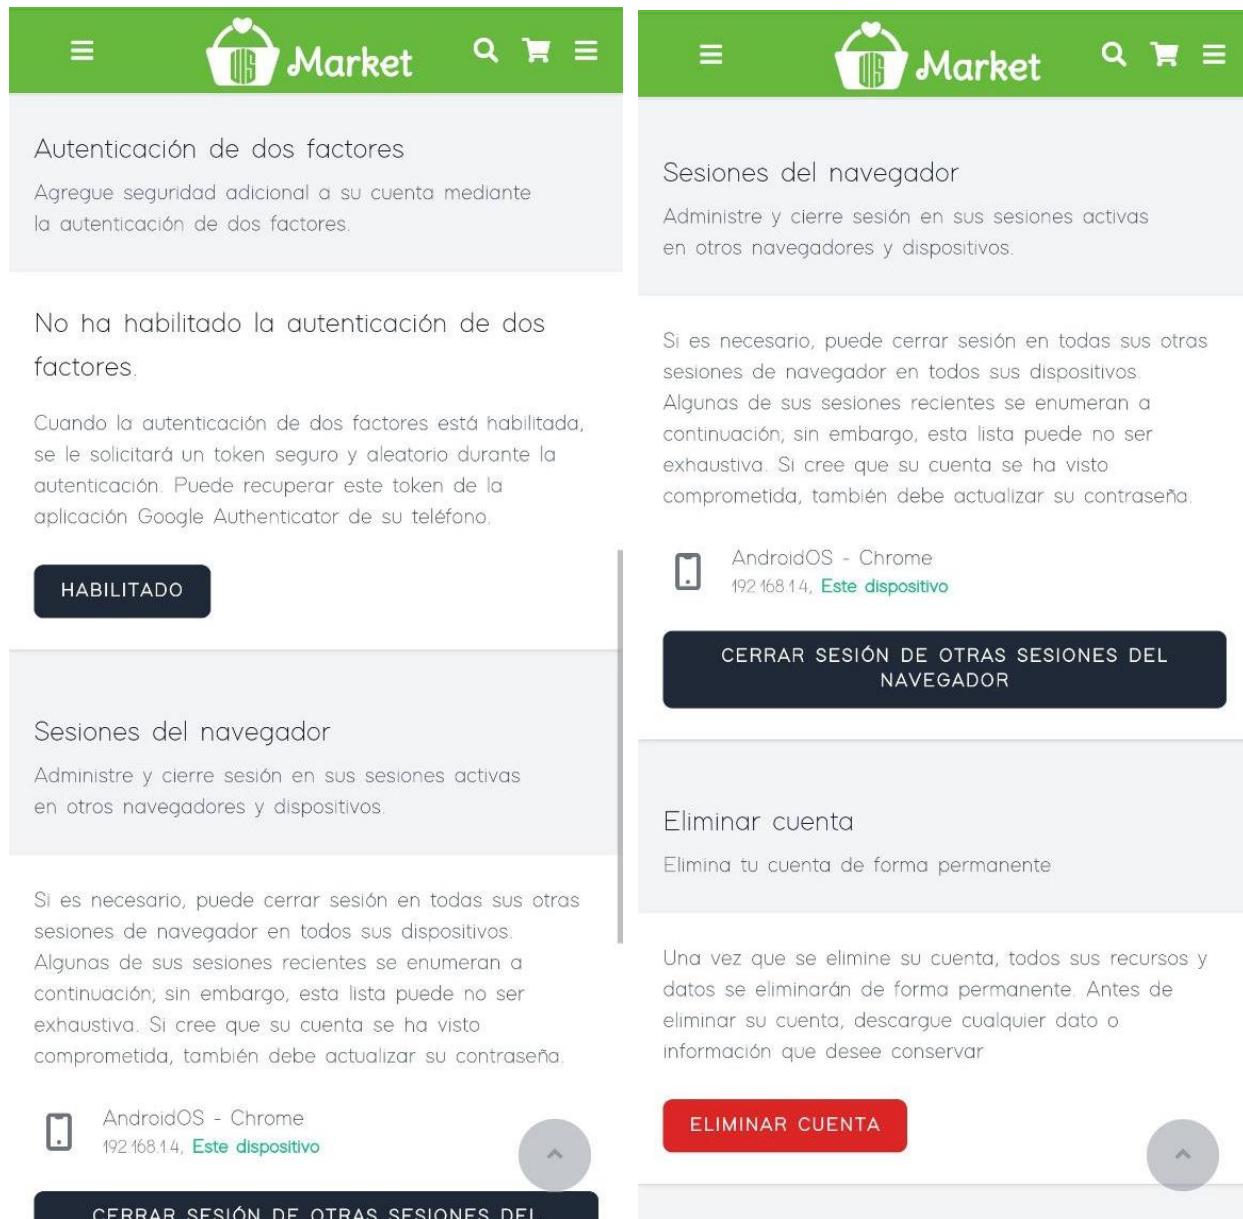 UIS Market
Autenticación de dos factores
Agregue seguridad adicional a su cuenta mediante
la autenticación de dos factores.
No ha habilitado la autenticación de dos
factores.
Cuando la autenticación de dos factores está habilitada,
se le solicitará un token seguro y aleatorio durante la
autenticación. Puede recuperar este token de la
aplicación Google Authenticator de su teléfono.
HABILITADO
Sesiones del navegador
Administre y cierre sesión en sus sesiones activas
en otros navegadores y dispositivos.
Si es necesario, puede cerrar sesión en todas sus otras
sesiones de navegador en todos sus dispositivos.
Algunas de sus sesiones recientes se enumeran a
continuación; sin embargo, esta lista puede no ser
exhaustiva. Si cree que su cuenta se ha visto
comprometida, también debe actualizar su contraseña.
AndroidOS - Chrome
192.168.1.4, Este dispositivo
CERRAR SESIÓN DE OTRAS SESIONES DEL
UIS Market
Sesiones del navegador
Administre y cierre sesión en sus sesiones activas
en otros navegadores y dispositivos.
Si es necesario, puede cerrar sesión en todas sus otras
sesiones de navegador en todos sus dispositivos.
Algunas de sus sesiones recientes se enumeran a
continuación; sin embargo, esta lista puede no ser
exhaustiva. Si cree que su cuenta se ha visto
comprometida, también debe actualizar su contraseña.
AndroidOS - Chrome
192.168.1.4, Este dispositivo
CERRAR SESIÓN DE OTRAS SESIONES DEL
NAVEGADOR
Eliminar cuenta
Elimina tu cuenta de forma permanente
Una vez que se elimine su cuenta, todos sus recursos y
datos se eliminarán de forma permanente. Antes de
eliminar su cuenta, descargue cualquier dato o
información que desee conservar
ELIMINAR CUENTA